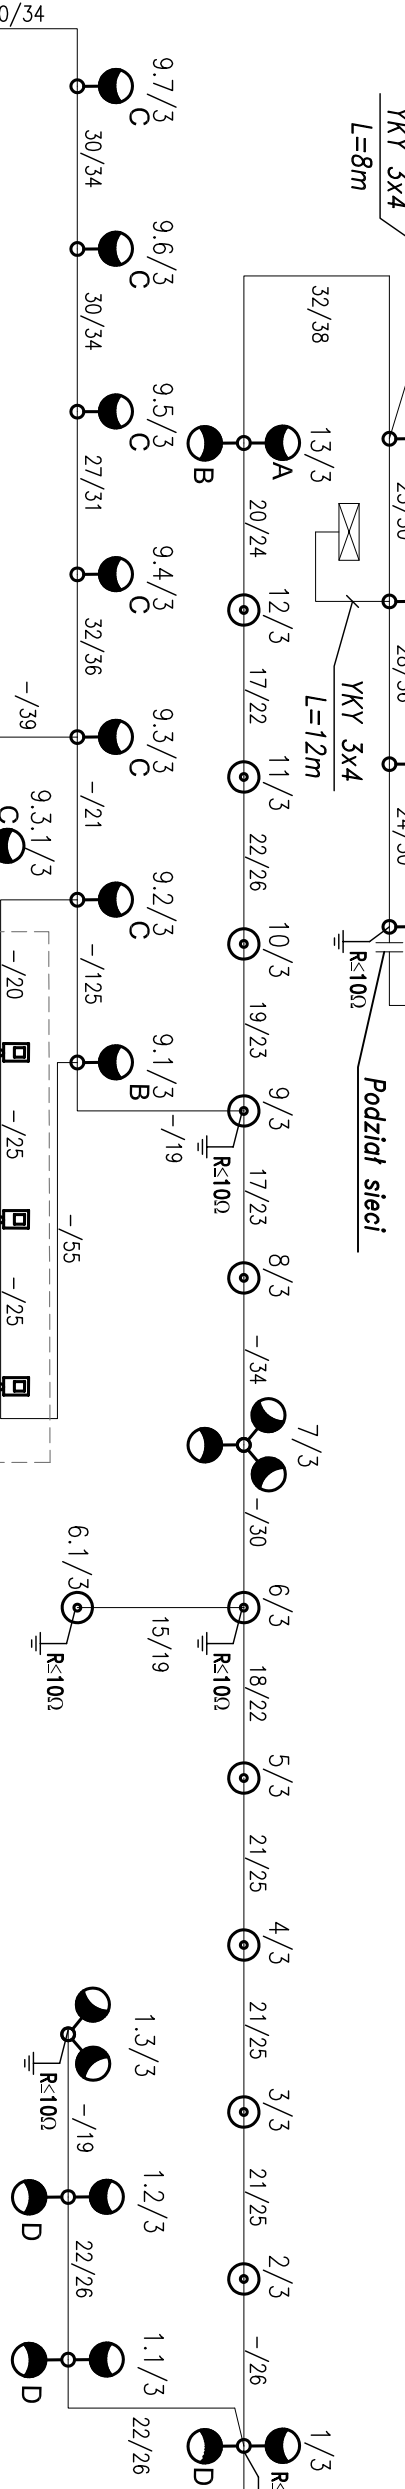 0/34
9.7/3
C
30/34
9.6/3
C
30/34
9.5/3
C
27/31
9.4/3
C
32/36
9.3/3
C
-/39
-/21
9.3.1/3
C
9.2/3
C
-/125
9.1/3
B
-/19
-/20
-/25
-/25
-/55
YKY 3x4
L=8m
32/38
13/3
A
B
20/24
12/3
17/22
YKY 3x4
L=12m
11/3
22/26
10/3
19/23
R≤10Ω
Podział sieci
9/3
R≤10Ω
17/23
8/3
-/34
7/3
-/30
6/3
R≤10Ω
15/19
6.1/3
R≤10Ω
18/22
5/3
21/25
4/3
21/25
3/3
21/25
2/3
-/26
1/3
D
1.3/3
R≤10Ω
-/19
1.2/3
D
22/26
1.1/3
D
22/26